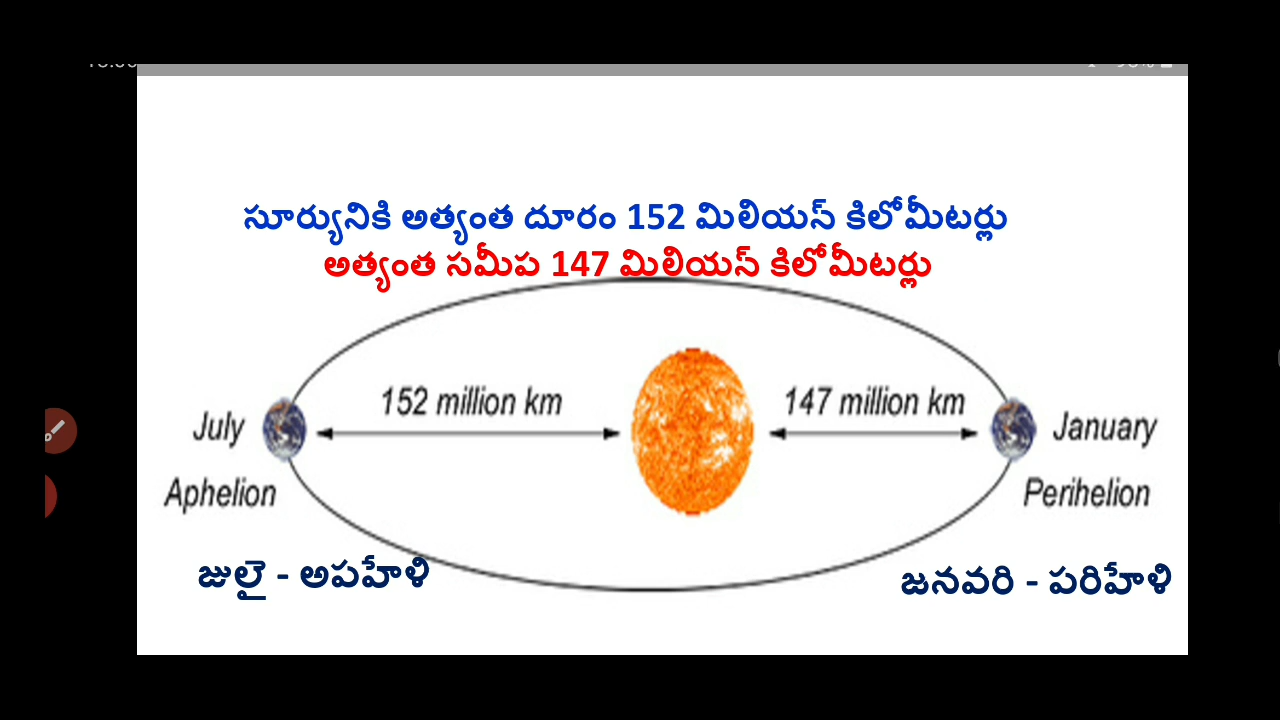 సూర్యునికి అత్యంత దూరం 152 మిలియస్ కిలోమీటర్లు
అత్యంత సమీప 147 మిలియస్ కిలోమీటర్లు
152 million km
147 million km
July
January
Aphelion
Perihelion
జులై - అపహేళి
జనవరి - పరిహేళి